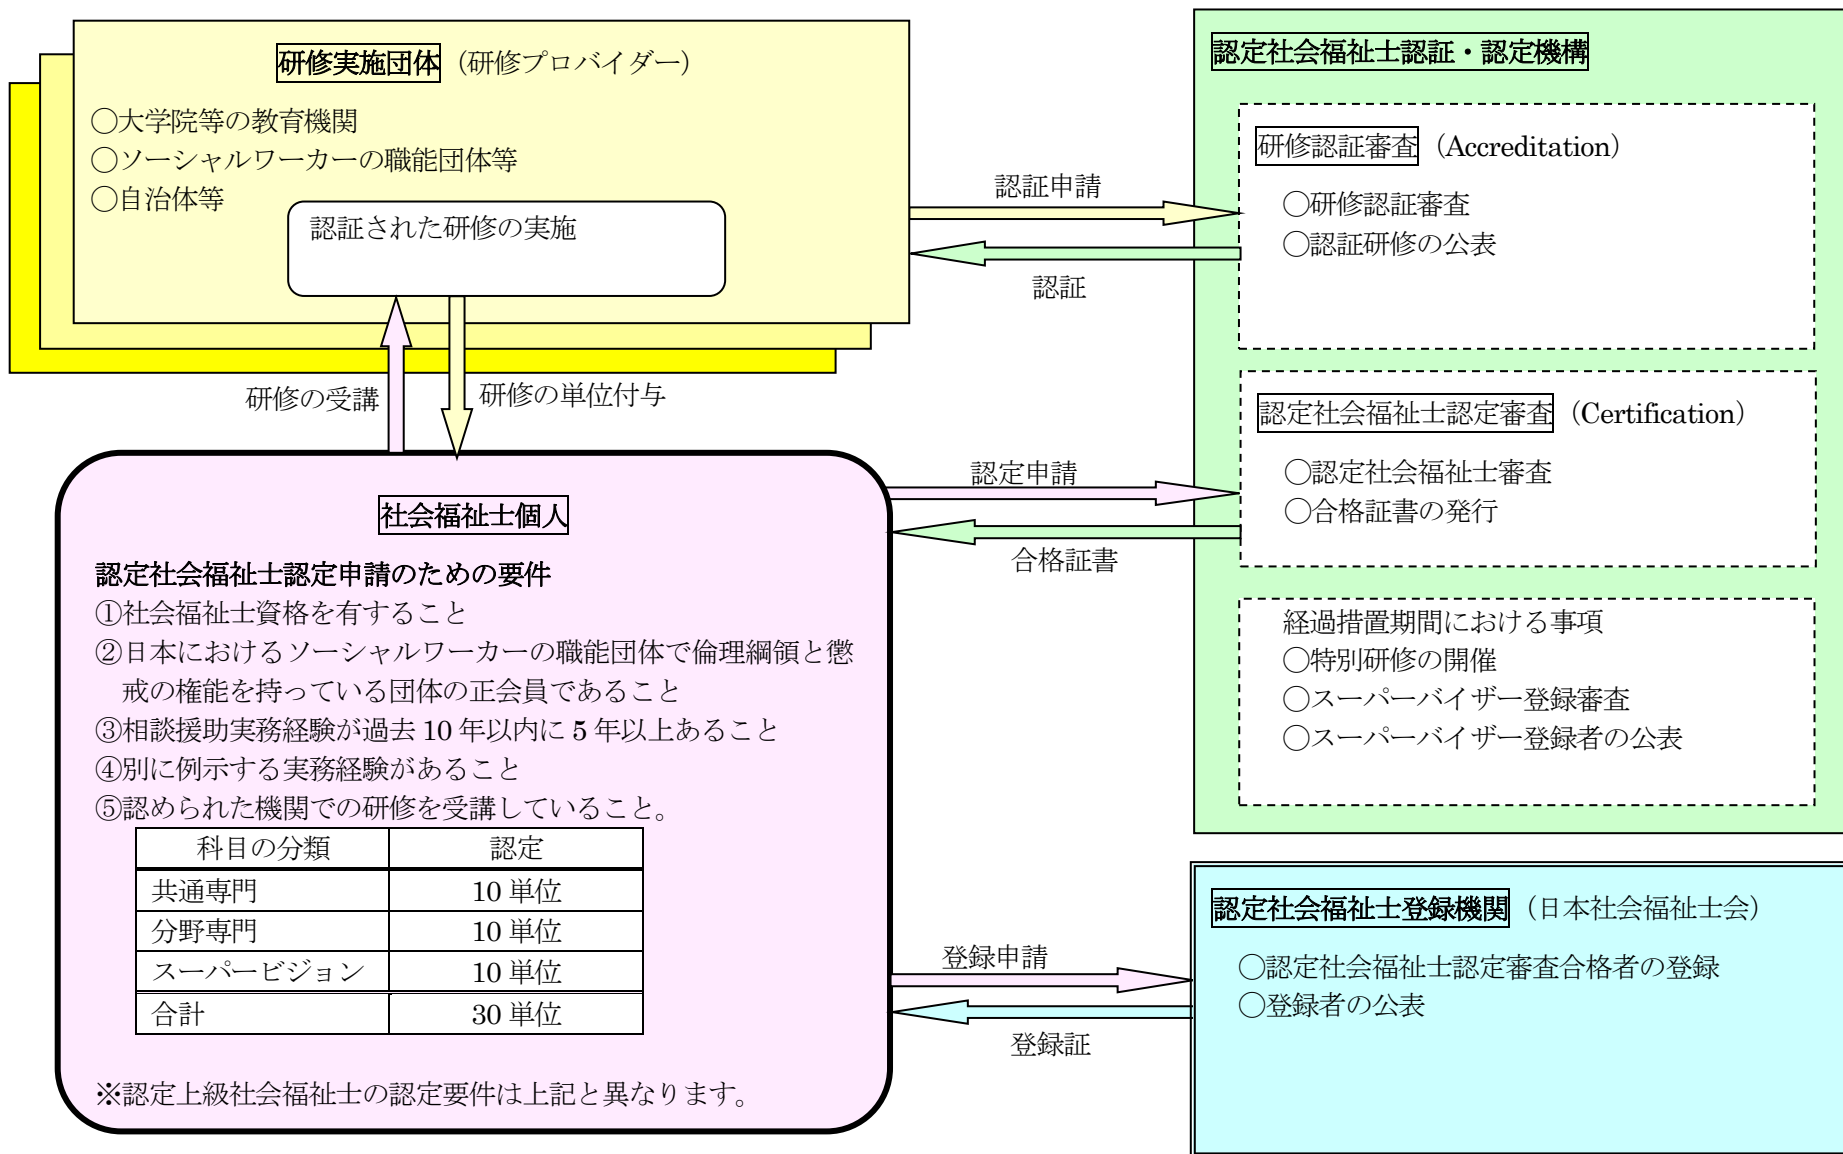 研修実施団体（研修プロバイダー）
○大学院等の教育機関
○ソーシャルワーカーの職能団体等
○自治体等
認証された研修の実施
認証申請
認証
研修の受講
研修の単位付与
認定社会福祉士認証・認定機構
研修認証審査（Accreditation）
○研修認証審査
○認証研修の公表
認定社会福祉士認定審査（Certification）
○認定社会福祉士審査
○合格証書の発行
経過措置期間における事項
○特別研修の開催
○スーパーバイザー登録審査
○スーパーバイザー登録者の公表
認定申請
合格証書
社会福祉士個人
認定社会福祉士認定申請のための要件
①社会福祉士資格を有すること
②日本におけるソーシャルワーカーの職能団体で倫理綱領と懲
戒の権能を持っている団体の正会員であること
③相談援助実務経験が過去 10 年以内に 5 年以上あること
④別に例示する実務経験があること
⑤認められた機関での研修を受講していること。
科目の分類 認定
共通専門 10 単位
分野専門 10 単位
スーパービジョン 10 単位
合計 30 単位
※認定上級社会福祉士の認定要件は上記と異なります。
登録申請
登録証
認定社会福祉士登録機関（日本社会福祉士会）
○認定社会福祉士認定審査合格者の登録
○登録者の公表